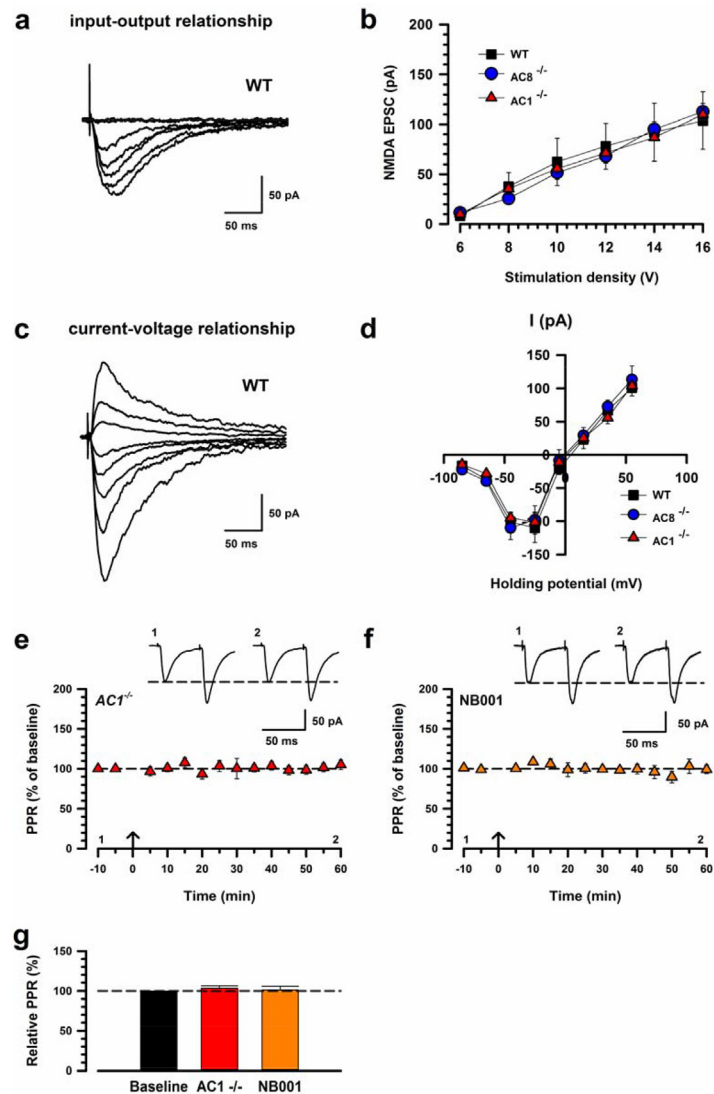 a
input-output relationship
WT
50 pA
50 ms
b
NMDA EPSC (pA)
200
150
100
50
0
WT
AC8 -/-
AC1 -/-
6 8 10 12 14 16
Stimulation density (V)
c
current-voltage relationship
WT
50 pA
50 ms
d
I (pA)
150
100
50
-100 -50 0 50 100
-50
-100
-150
WT
AC8 -/-
AC1 -/-
Holding potential (mV)
e
1 2
AC1-/-
50 pA
50 ms
PPR (% of baseline)
200
150
100
50
0
1 2
-10 0 10 20 30 40 50 60
Time (min)
f
1 2
NB001
50 pA
50 ms
PPR (% of baseline)
200
150
100
50
0
1 2
-10 0 10 20 30 40 50 60
Time (min)
g
Relative PPR (%)
150
100
50
0
Baseline AC1 -/- NB001